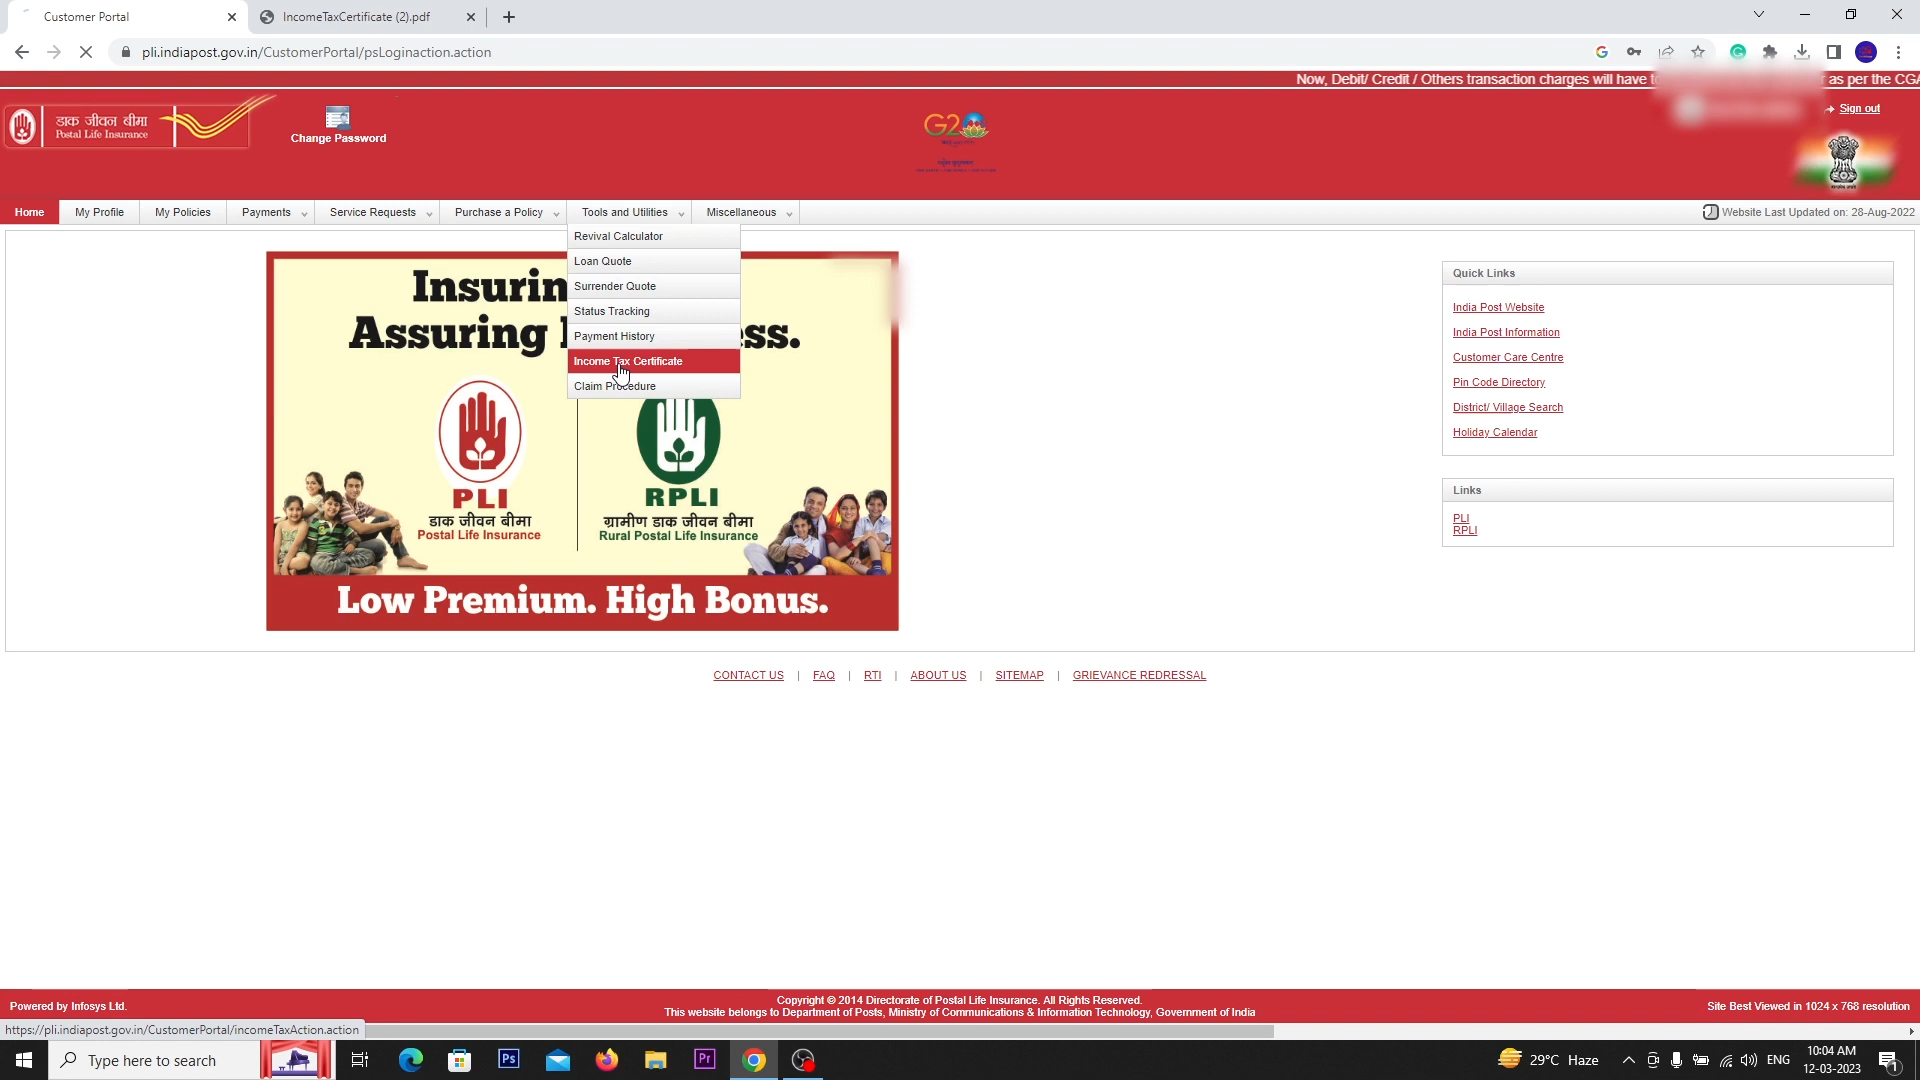 Customer Portal
IncomeTaxCertificate (2).pdf
pli.indiapost.gov.in/CustomerPortal/psLoginaction.action
Now, Debit/ Credit / Others transaction charges will have to
as per the CGA
डाक जीवन बीमा
Postal Life Insurance
Change Password
G20
Sign out
Home
My Profile
My Policies
Payments
Service Requests
Purchase a Policy
Tools and Utilities
Miscellaneous
Website Last Updated on: 28-Aug-2022
Revival Calculator
Loan Quote
Surrender Quote
Status Tracking
Payment History
Income Tax Certificate
Claim Procedure
Insurin
Assuring
ss.
PLI
डाक जीवन बीमा
Postal Life Insurance
RPLI
ग्रामीण डाक जीवन बीमा
Rural Postal Life Insurance
Low Premium. High Bonus.
Quick Links
India Post Website
India Post Information
Customer Care Centre
Pin Code Directory
District/ Village Search
Holiday Calendar
Links
PLI
RPLI
CONTACT US | FAQ | RTI | ABOUT US | SITEMAP | GRIEVANCE REDRESSAL
Powered by Infosys Ltd.
Copyright © 2014 Directorate of Postal Life Insurance. All Rights Reserved.
This website belongs to Department of Posts, Ministry of Communications & Information Technology, Government of India
Site Best Viewed in 1024 x 768 resolution
https://pli.indiapost.gov.in/CustomerPortal/incomeTaxAction.action
Type here to search
Ps
Pr
29°C Haze
ENG
10:04 AM
12-03-2023
1